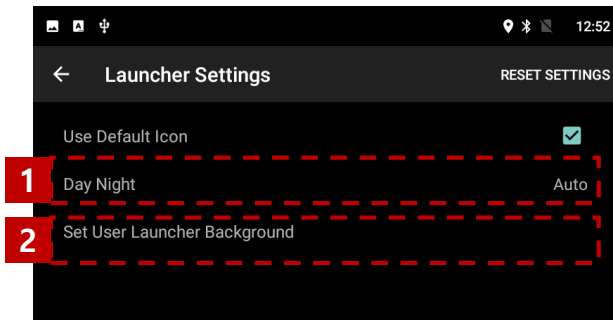 12:52
Launcher Settings
RESET SETTINGS
Use Default Icon
1
Day Night
Auto
2
Set User Launcher Background